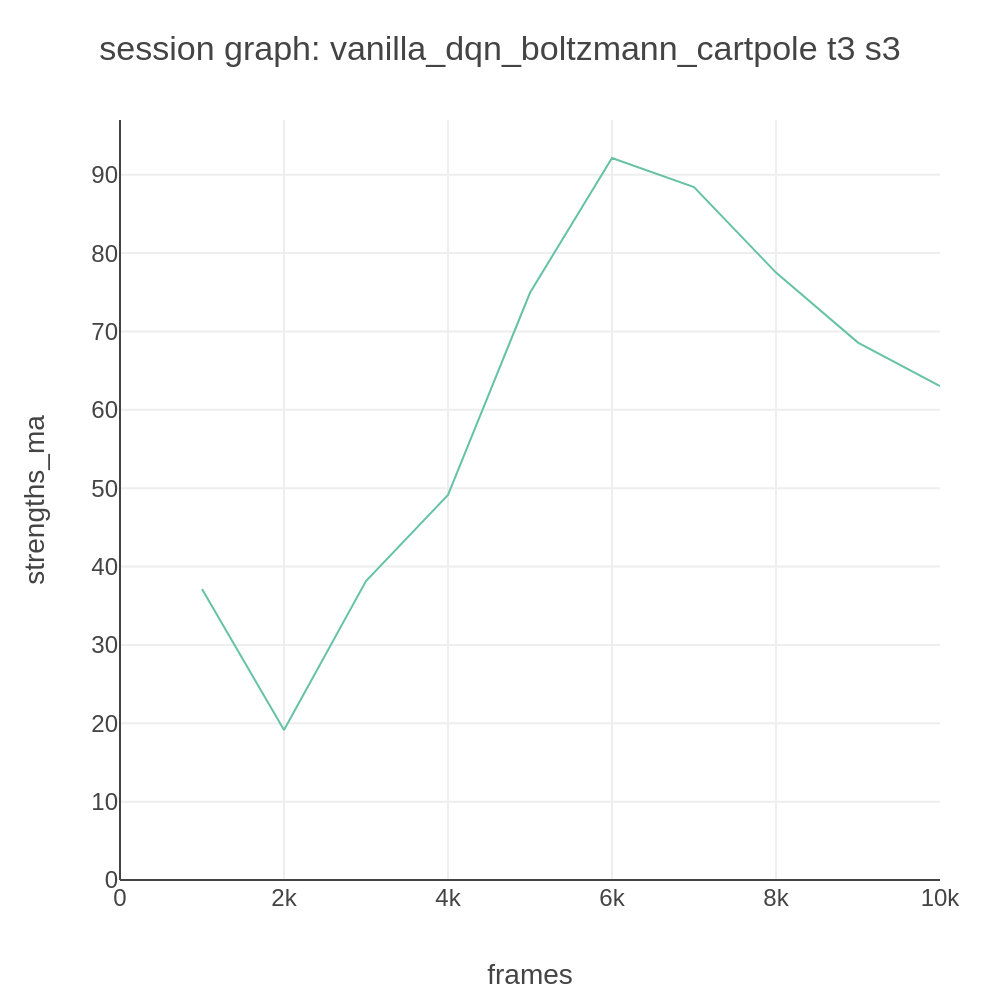 session graph: vanilla_dqn_boltzmann_cartpole t3 s3
90
80
70
60
50
40
30
20
10
0
strengths_ma
0 2k 4k 6k 8k 10k
frames